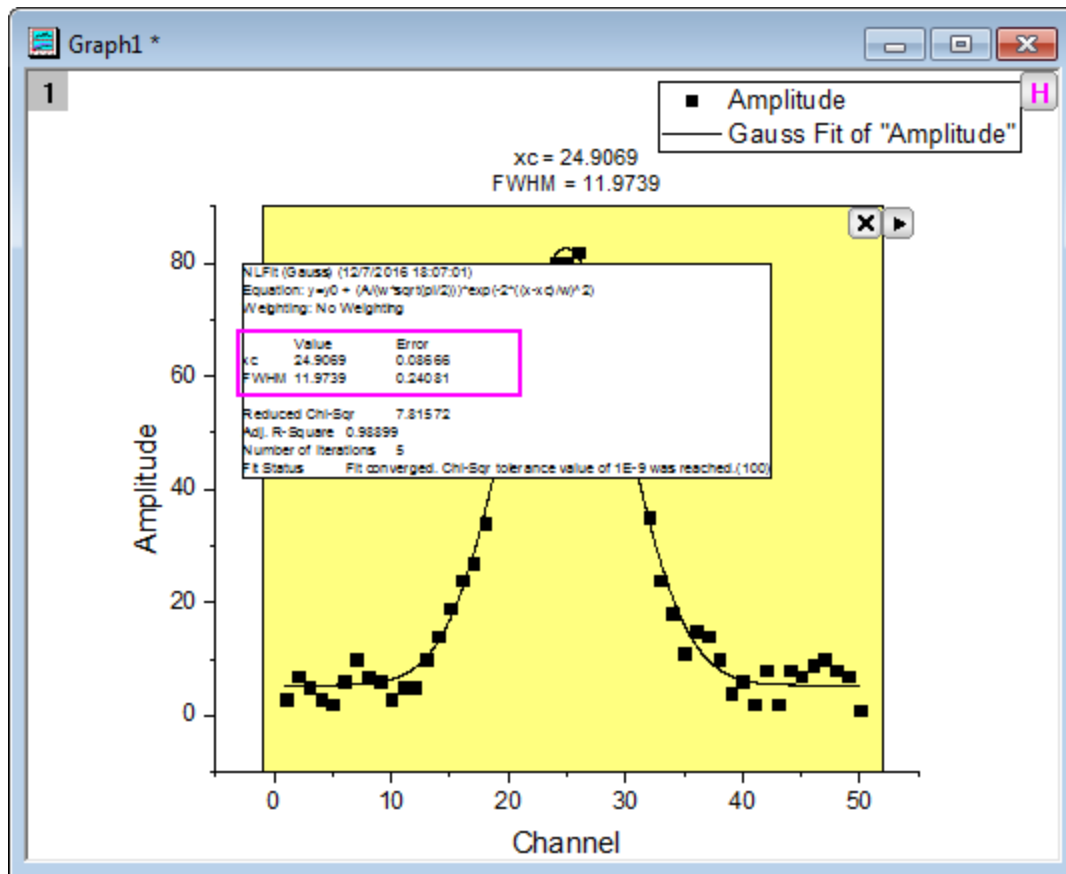 Graph1 *
1
H
Amplitude
Gauss Fit of "Amplitude"
xc = 24.9069
FWHM = 11.9739
NLFit (Gauss) (12/7/2016 18:07:01)
Equation: y=y0 + (A/(w*sqrt(pi/2)))*exp(-2*((x-xc)/w)^2)
Weighting: No Weighting
Value Error
xc 24.9069 0.08666
FWHM 11.9739 0.24081
Reduced Chi-Sqr 7.81572
Adj. R-Square 0.98899
Number of Iterations 5
Fit Status Fit converged. Chi-Sqr tolerance value of 1E-9 was reached.(100)
80
60
40
20
0
Amplitude
0 10 20 30 40 50
Channel